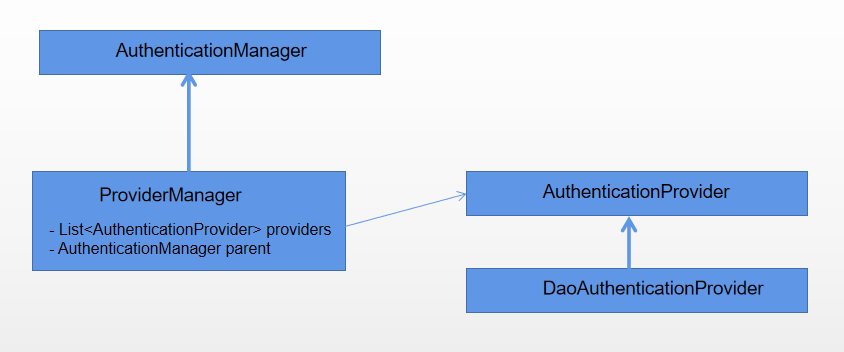 AuthenticationManager
ProviderManager
- List<AuthenticationProvider> providers
- AuthenticationManager parent
AuthenticationProvider
DaoAuthenticationProvider